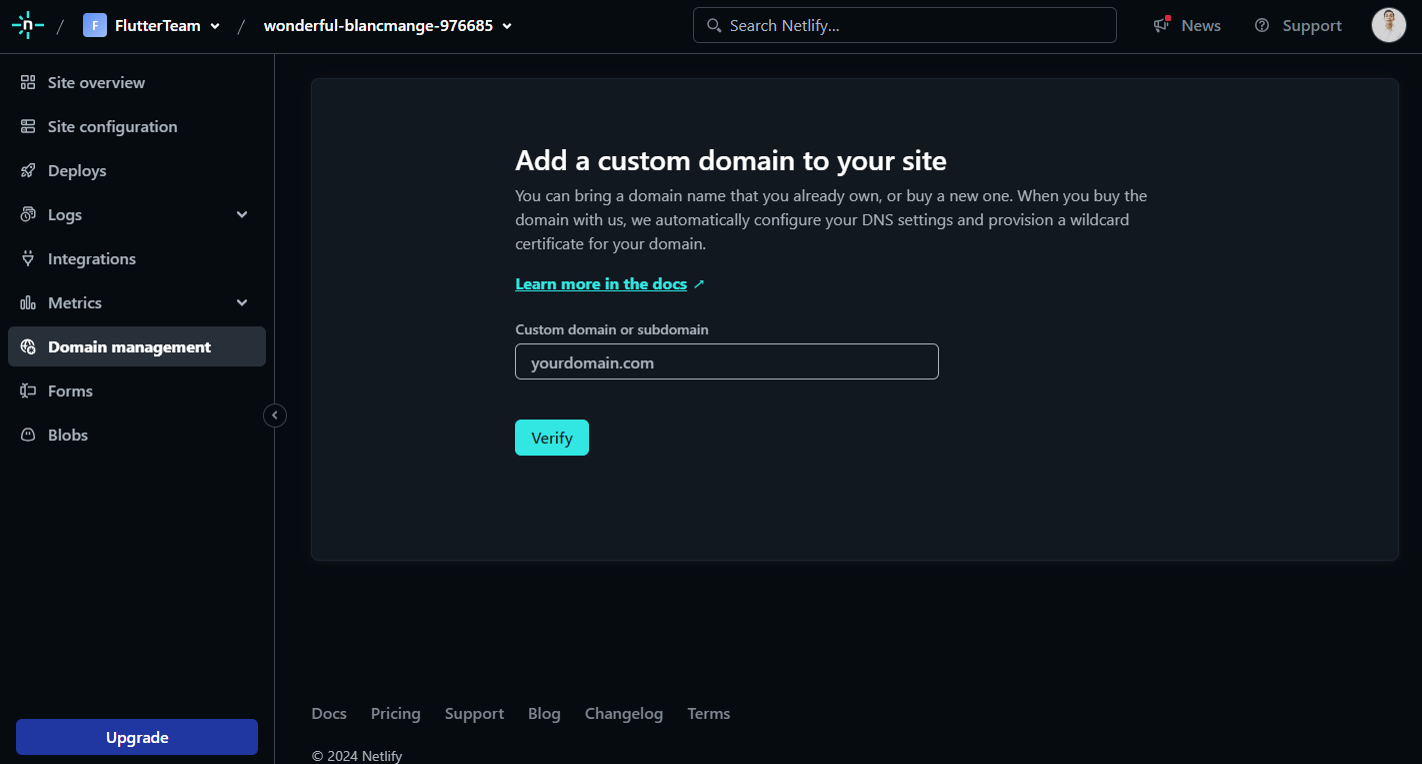 n / F FlutterTeam / wonderful-blancmange-976685 Search Netlify... News Support
Site overview
Site configuration
Deploys
Logs
Integrations
Metrics
Domain management
Forms
Blobs
Upgrade
Add a custom domain to your site
You can bring a domain name that you already own, or buy a new one. When you buy the
domain with us, we automatically configure your DNS settings and provision a wildcard
certificate for your domain.
Learn more in the docs ↗
Custom domain or subdomain
yourdomain.com
Verify
Docs Pricing Support Blog Changelog Terms
© 2024 Netlify